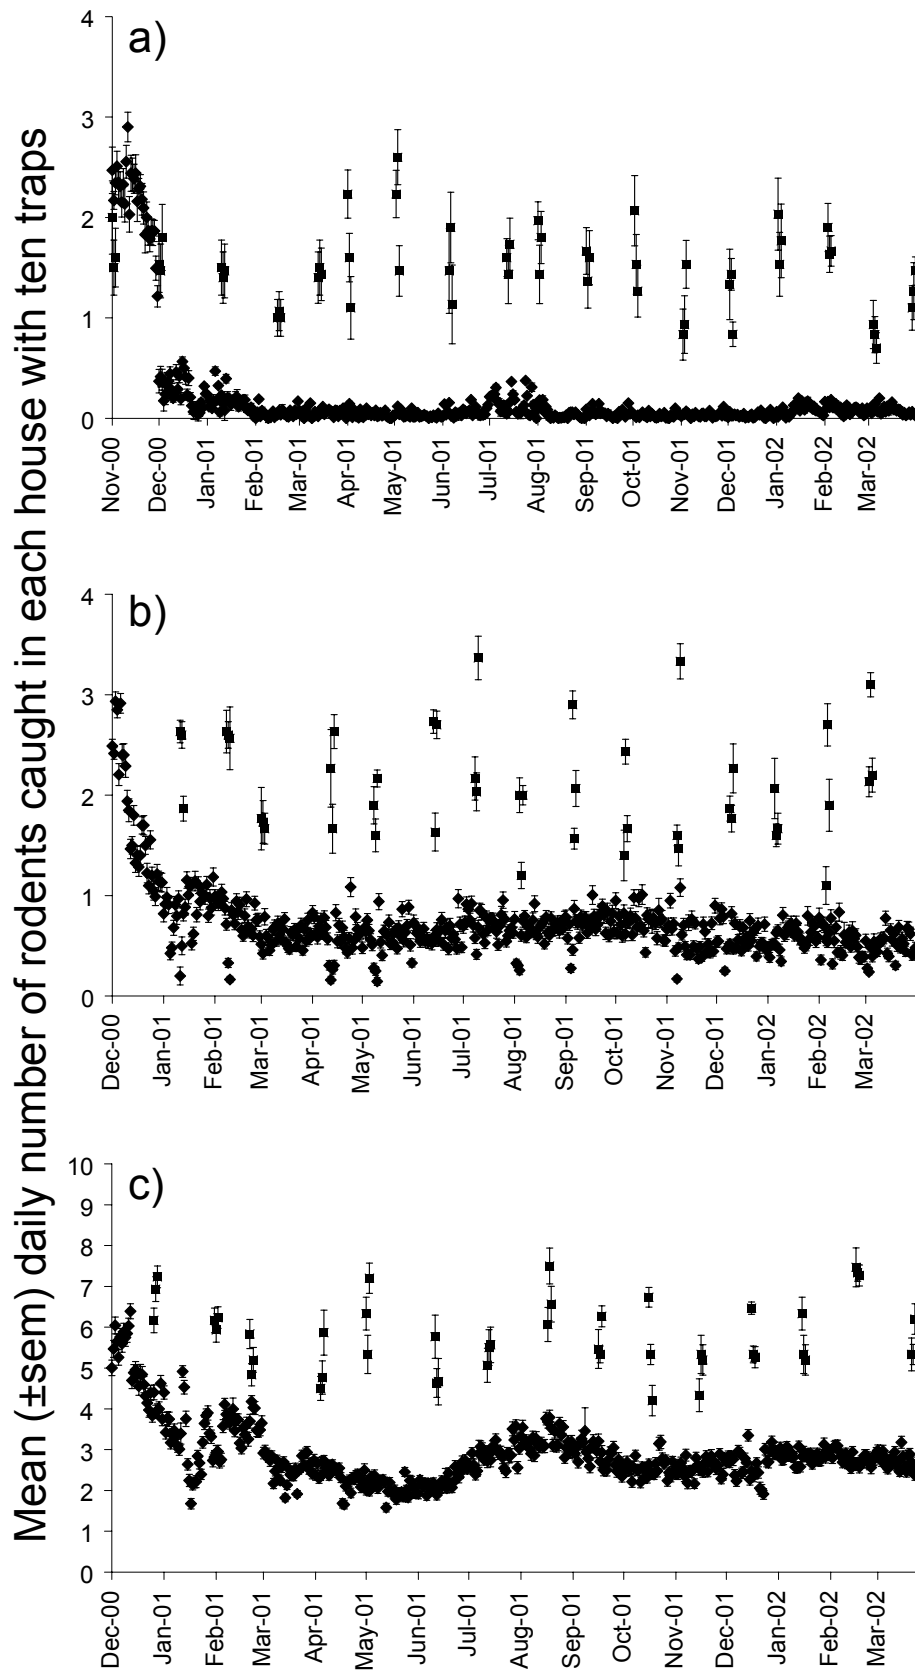 Mean (±sem) daily number of rodents caught in each house with ten traps
a)
4
3
2
1
0
Nov-00
Dec-00
Jan-01
Feb-01
Mar-01
Apr-01
May-01
Jun-01
Jul-01
Aug-01
Sep-01
Oct-01
Nov-01
Dec-01
Jan-02
Feb-02
Mar-02
b)
4
3
2
1
0
Dec-00
Jan-01
Feb-01
Mar-01
Apr-01
May-01
Jun-01
Jul-01
Aug-01
Sep-01
Oct-01
Nov-01
Dec-01
Jan-02
Feb-02
Mar-02
c)
10
9
8
7
6
5
4
3
2
1
0
Dec-00
Jan-01
Feb-01
Mar-01
Apr-01
May-01
Jun-01
Jul-01
Aug-01
Sep-01
Oct-01
Nov-01
Dec-01
Jan-02
Feb-02
Mar-02